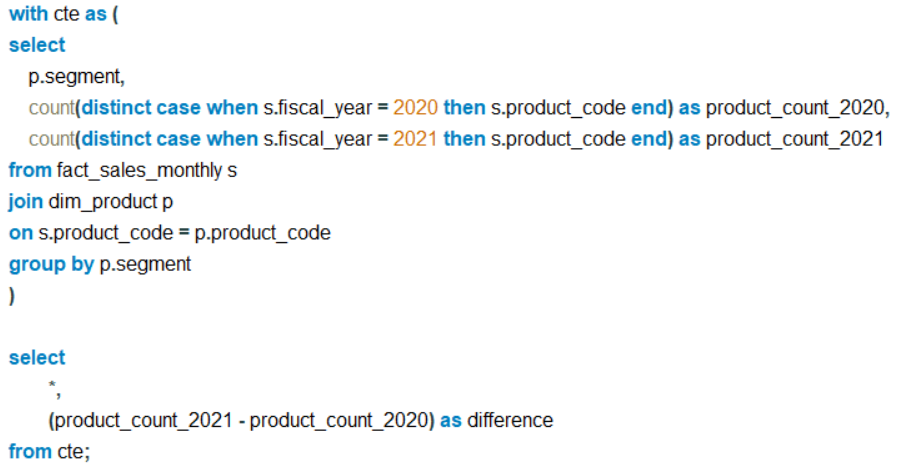 with cte as (
select
p.segment,
count(distinct case when s.fiscal_year = 2020 then s.product_code end) as product_count_2020,
count(distinct case when s.fiscal_year = 2021 then s.product_code end) as product_count_2021
from fact_sales_monthly s
join dim_product p
on s.product_code = p.product_code
group by p.segment
)
select
*,
(product_count_2021 - product_count_2020) as difference
from cte;